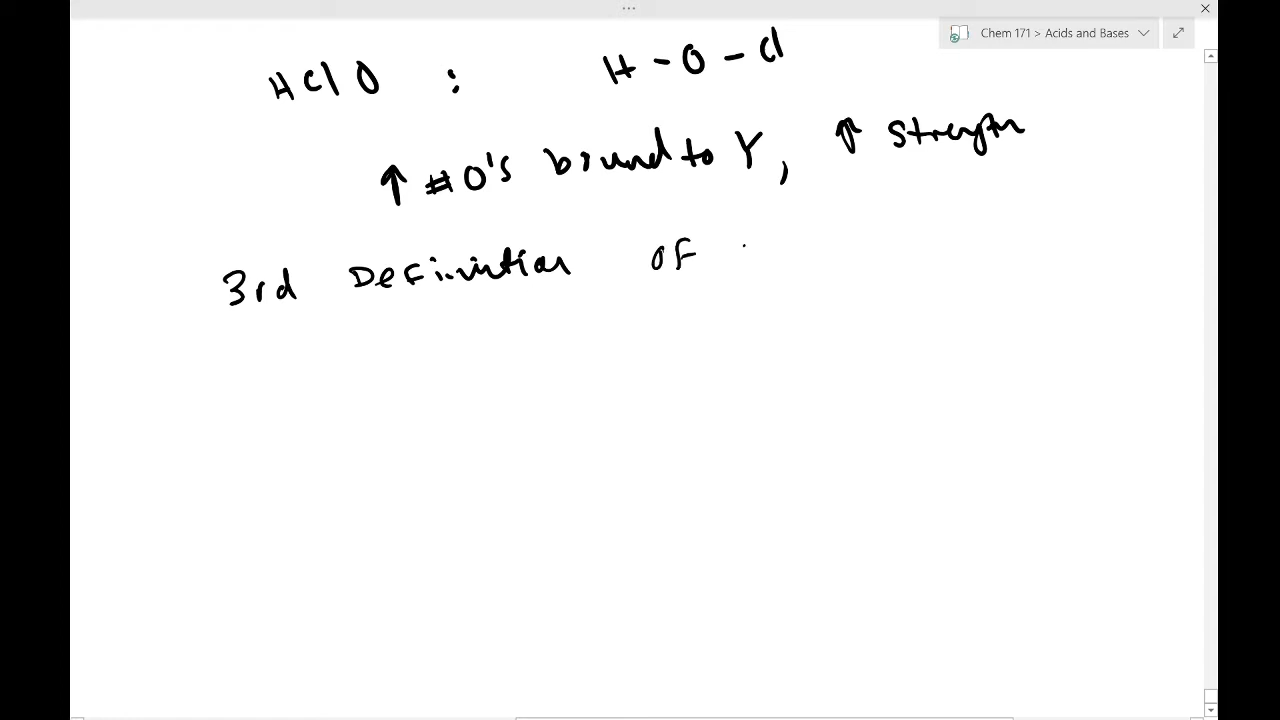 Chem 171 > Acids and Bases
HClO : H-O-Cl
↑ #O's bound to Y, ↑ strength
3rd Definition of